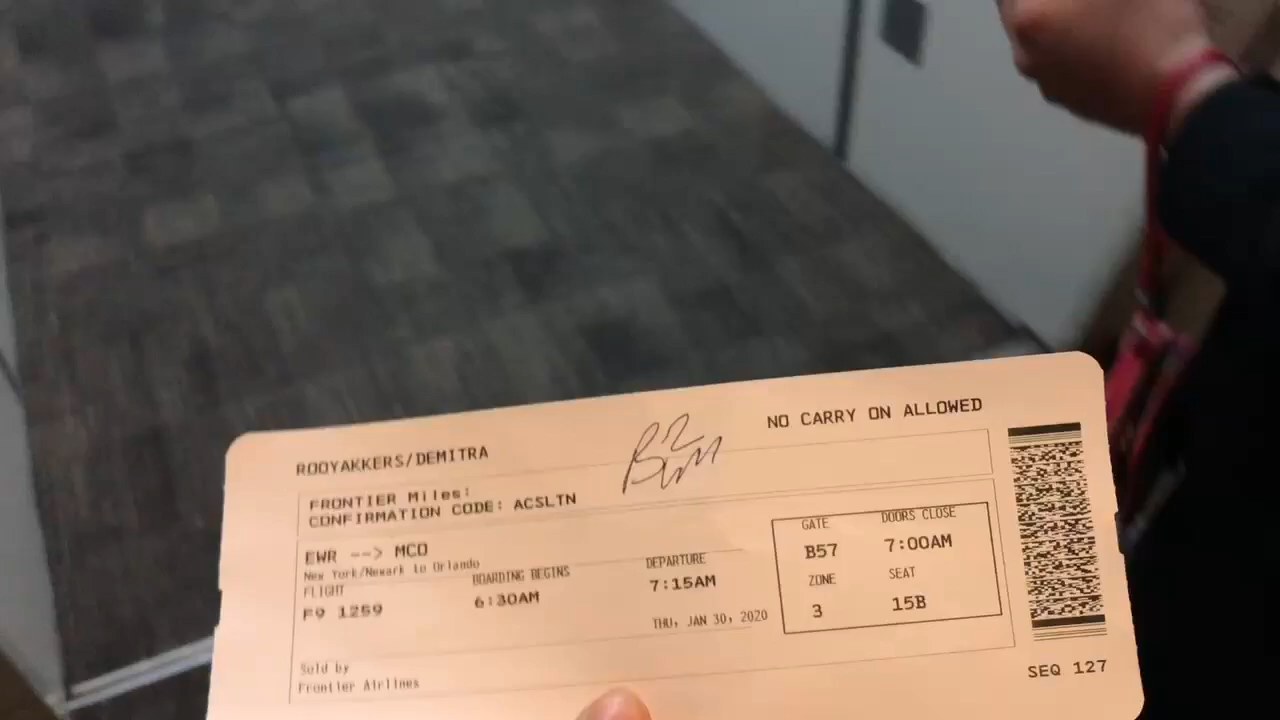 NO CARRY ON ALLOWED
ROOYAKKERS/DEMITRA
FRONTIER Miles:
CONFIRMATION CODE: ACSLTN
EWR --> MCO
New York/Newark to Orlando
FLIGHT
F9 1259
BOARDING BEGINS
6:30AM
DEPARTURE
7:15AM
THU, JAN 30, 2020
GATE
B57
DOORS CLOSE
7:00AM
ZONE
3
SEAT
15B
Sold by
Frontier Airlines
SEQ 127